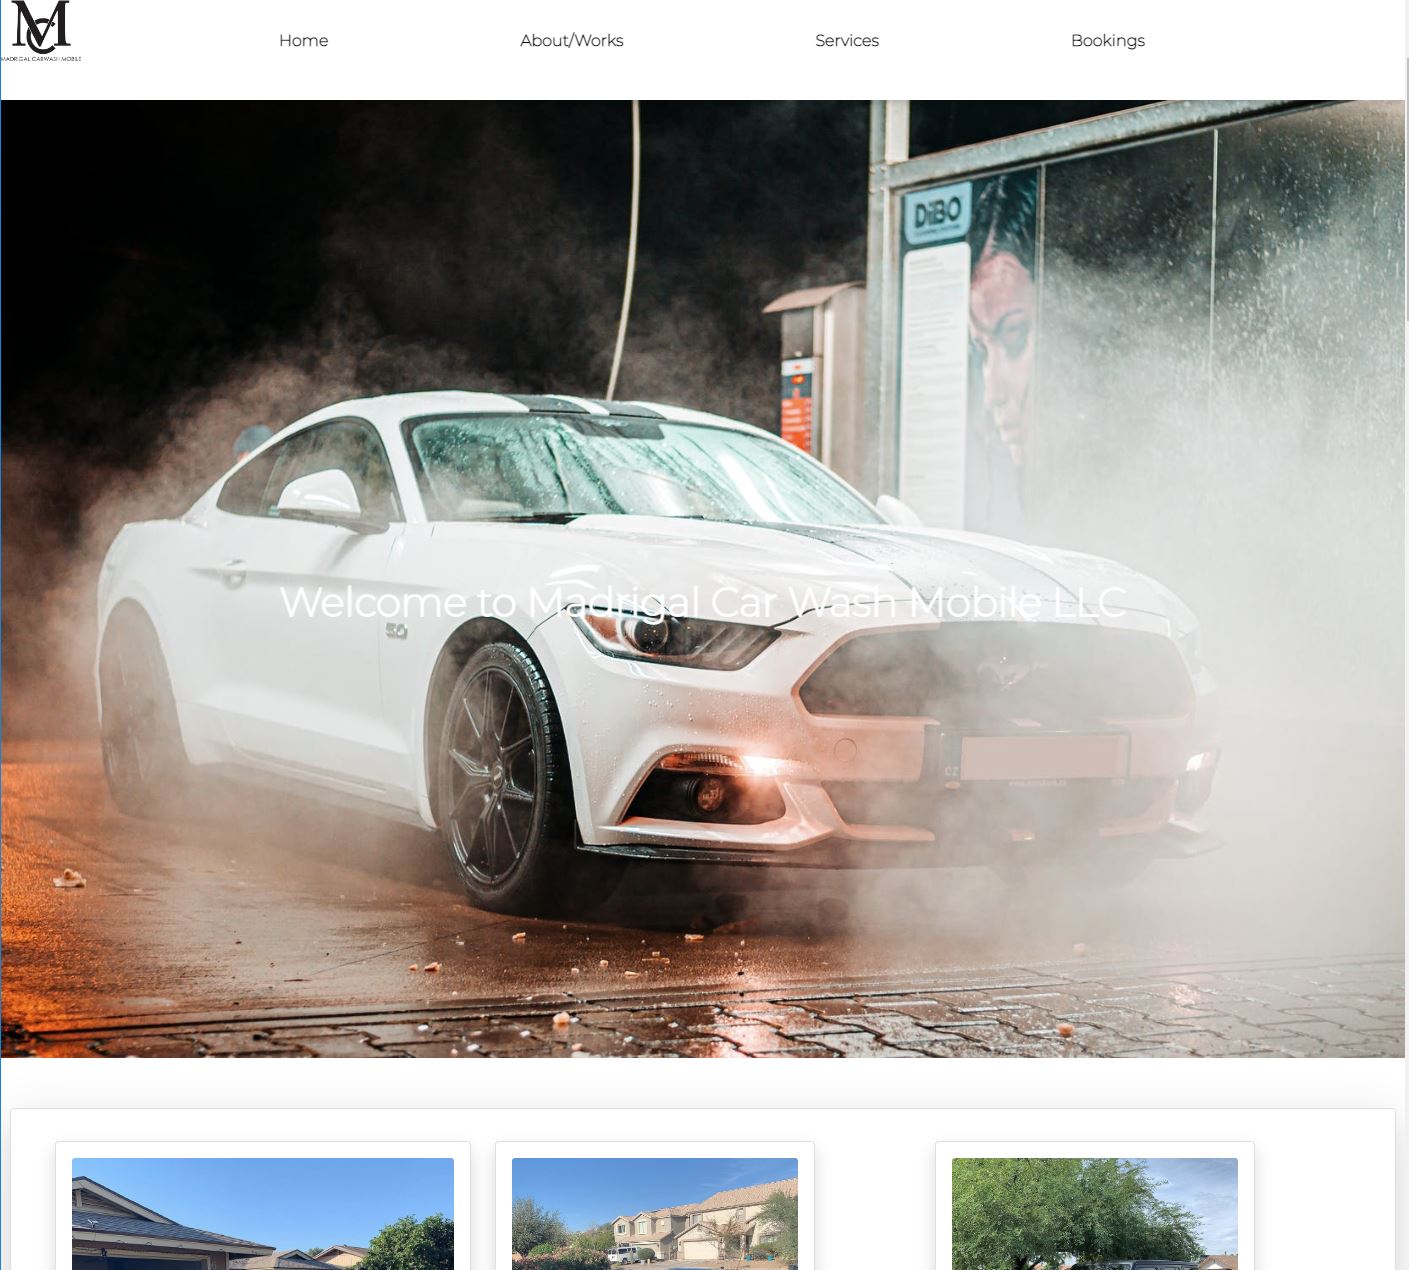 MC
MADRIGAL CARWASH MOBILE
Home About/Works Services Bookings
DiBO
Welcome to Madrigal Car Wash Mobile LLC
5.0
CZ